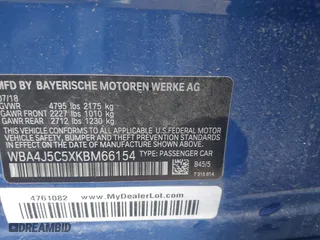 MFD BY BAYERISCHE MOTOREN WERKE AG
07/18
GVWR 4795 lbs 2175 kg
GAWR FRONT 2227 lbs 1010 kg
GAWR REAR 2712 lbs 1230 kg
THIS VEHICLE CONFORMS TO ALL APPLICABLE FEDERAL MOTOR
VEHICLE SAFETY, BUMPER, AND THEFT PREVENTION
STANDARDS IN EFFECT ON THE DATE OF
MANUFACTURE SHOWN ABOVE.
WBA4J5C5XKBM66154 TYPE: PASSENGER CAR
B45/5
4761082
www.MyDealerLot.com
DREAMBID